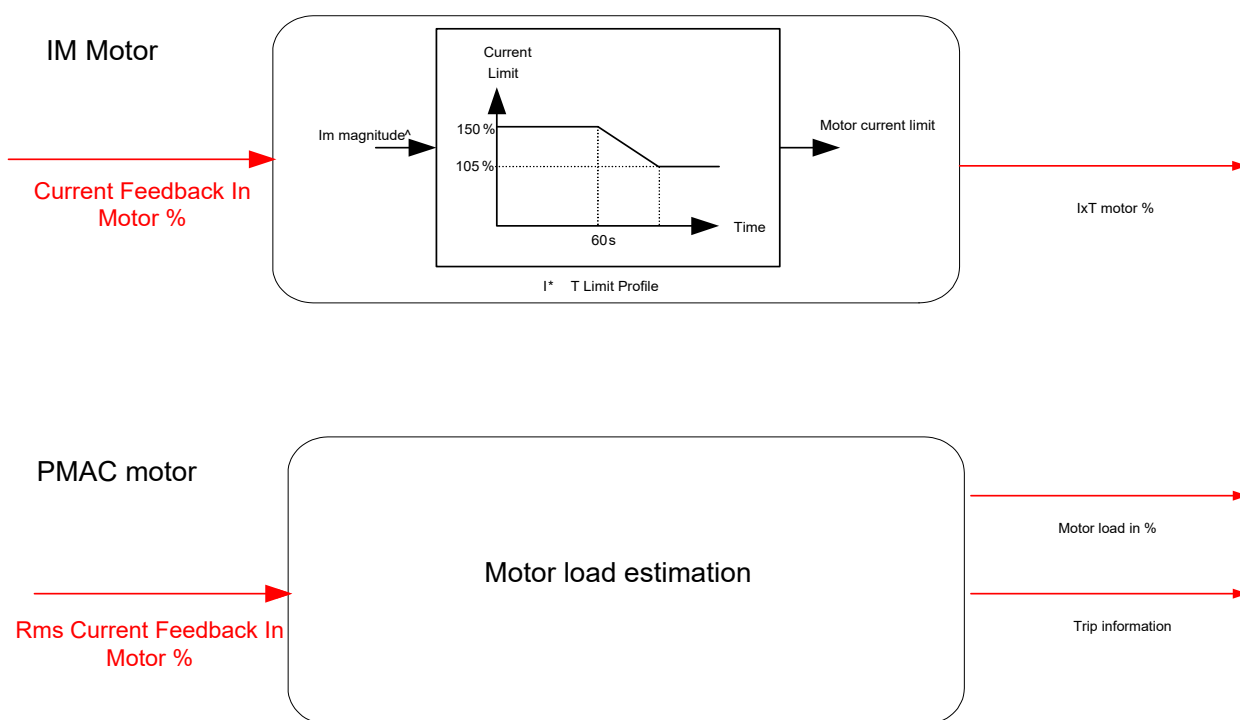 IM Motor
Current
Limit
Im magnitude^
150 %
105 %
60 s
Time
Motor current limit
I* T Limit Profile
Current Feedback In
Motor %
IxT motor %
PMAC motor
Motor load estimation
Rms Current Feedback In
Motor %
Motor load in %
Trip information